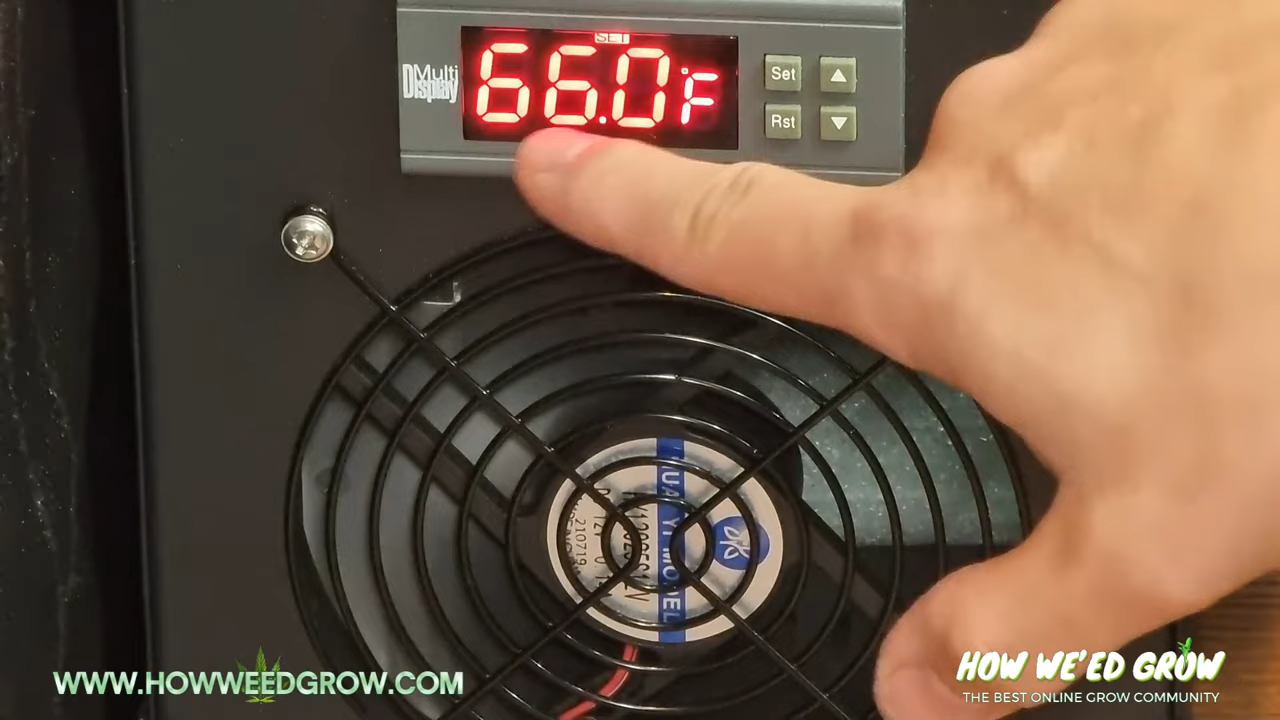 SET
66.0°F
Multi
Display
Set
Rst
210719
WWW.HOWWEEDGROW.COM
HOW WE'ED GROW
THE BEST ONLINE GROW COMMUNITY